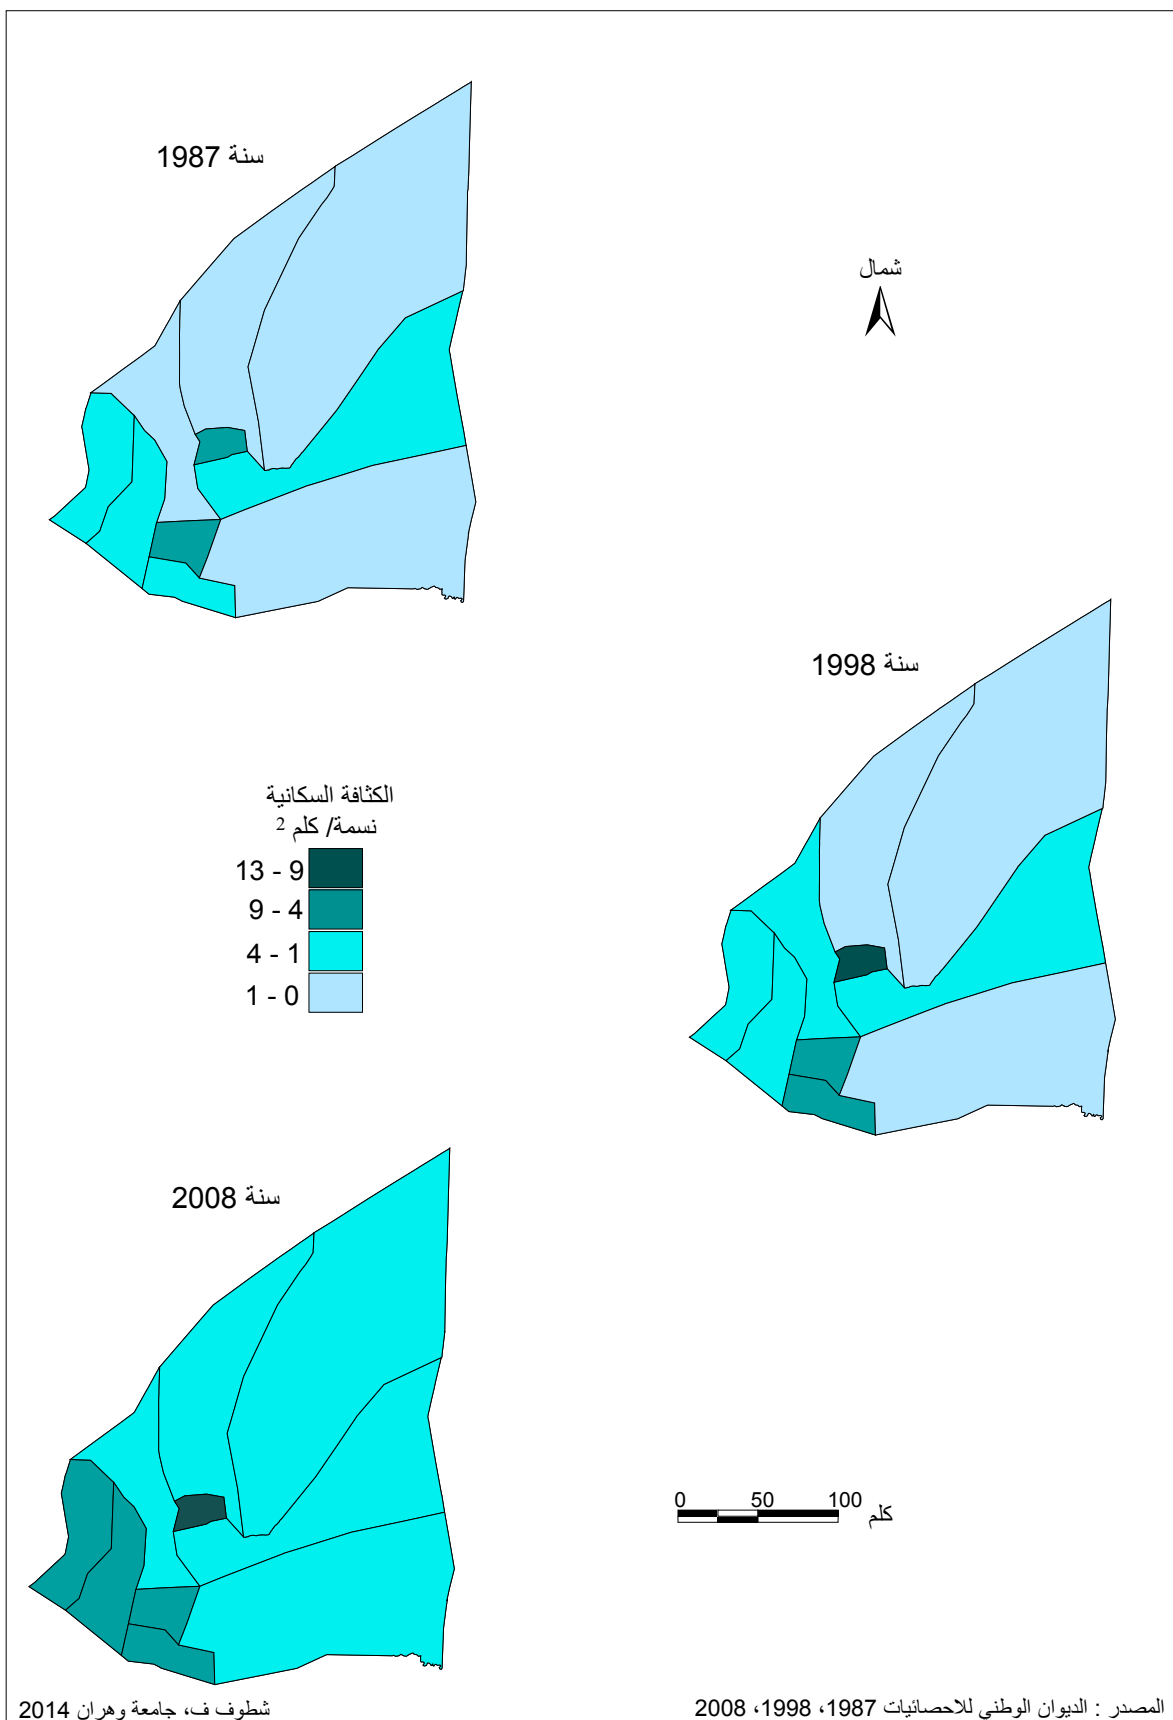 سنة 1987
شمال
سنة 1998
الكثافة السكانية
نسمة/ كلم ²
13 - 9
9 - 4
4 - 1
1 - 0
سنة 2008
0 50 100
كلم
المصدر : الديوان الوطني للاحصائيات 1987، 1998، 2008
شطوف ف، جامعة وهران 2014